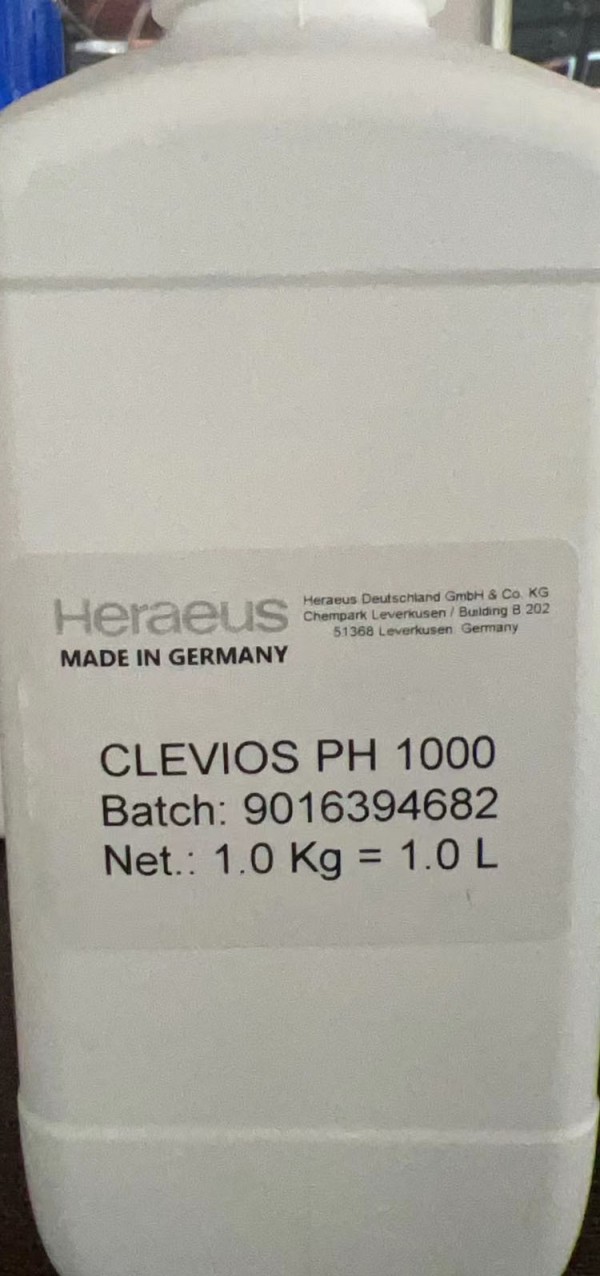 Heraeus
MADE IN GERMANY
Heraeus Deutschland GmbH & Co. KG
Chempark Leverkusen / Building B 202
51368 Leverkusen Germany
CLEVIOS PH 1000
Batch: 9016394682
Net.: 1.0 Kg = 1.0 L